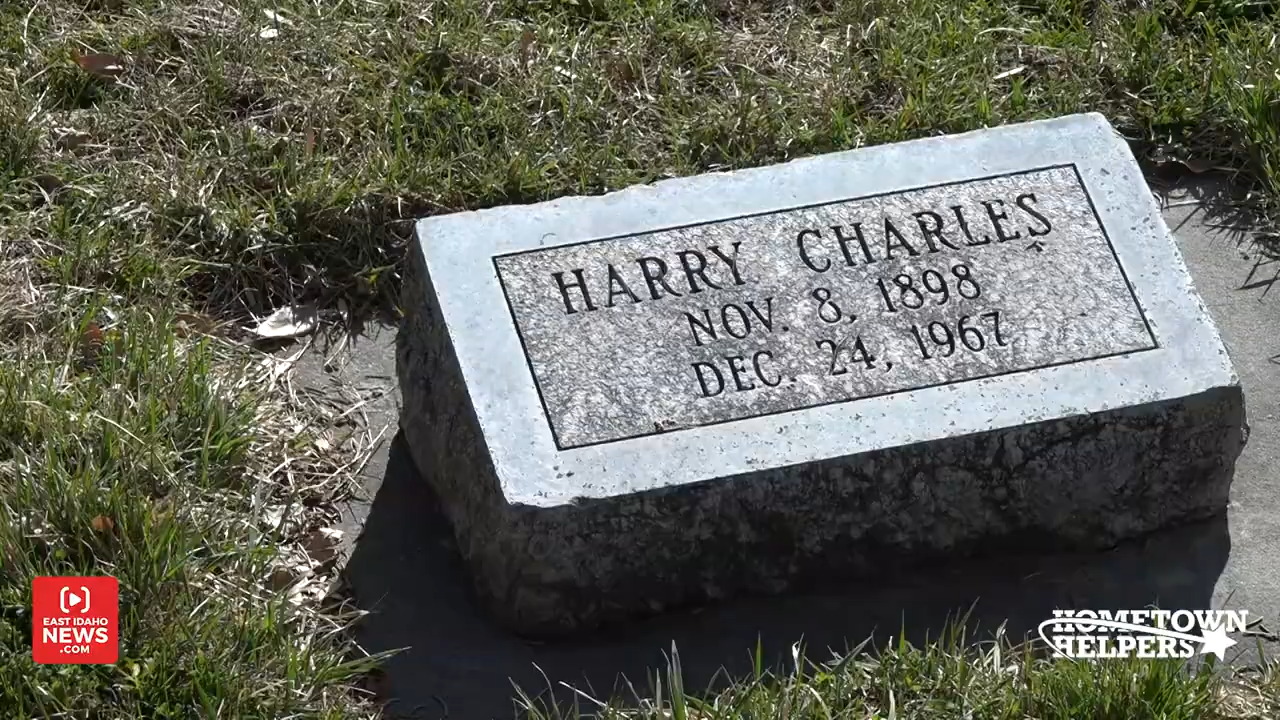 HARRY CHARLES
NOV. 8, 1898
DEC. 24, 1967
EAST IDAHO
NEWS
.COM
HOMETOWN
HELPERS